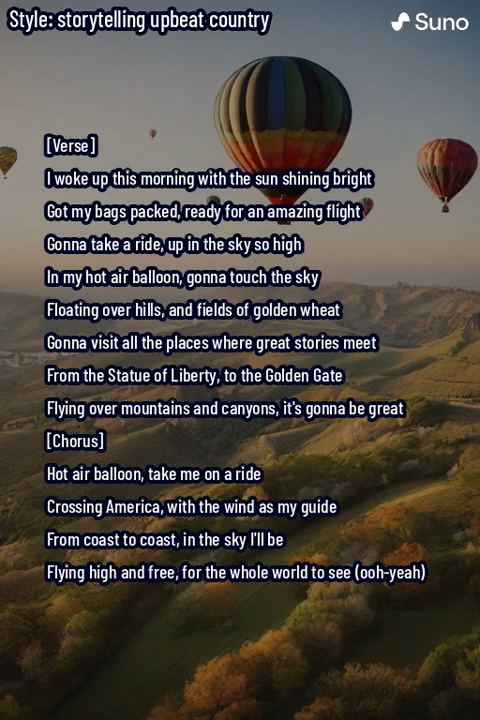 Style: storytelling upbeat country
Suno
[Verse]
I woke up this morning with the sun shining bright
Got my bags packed, ready for an amazing flight
Gonna take a ride, up in the sky so high
In my hot air balloon, gonna touch the sky
Floating over hills, and fields of golden wheat
Gonna visit all the places where great stories meet
From the Statue of Liberty, to the Golden Gate
Flying over mountains and canyons, it's gonna be great
[Chorus]
Hot air balloon, take me on a ride
Crossing America, with the wind as my guide
From coast to coast, in the sky I'll be
Flying high and free, for the whole world to see (ooh-yeah)